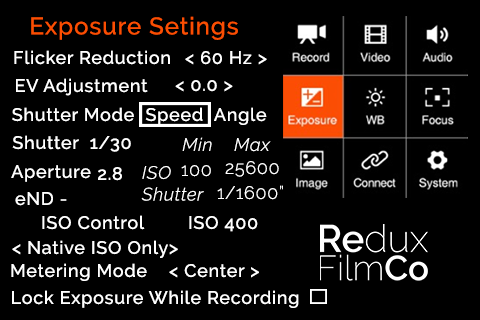 Exposure Setings
Flicker Reduction < 60 Hz >
EV Adjustment < 0.0 >
Shutter Mode Speed Angle
Shutter 1/30 Min Max
Aperture 2.8 ISO 100 25600
eND - Shutter 1/1600"
ISO Control ISO 400
< Native ISO Only>
Metering Mode < Center >
Lock Exposure While Recording
Record Video Audio
Exposure WB Focus
Image Connect System
Redux
FilmCo